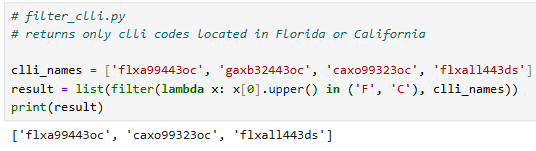 # filter_clli.py
# returns only clli codes located in Florida or California
clli_names = ['flxa99443oc', 'gaxb32443oc', 'caxo99323oc', 'flxall443ds']
result = list(filter(lambda x: x[0].upper() in ('F', 'C'), clli_names))
print(result)
['flxa99443oc', 'caxo99323oc', 'flxall443ds']